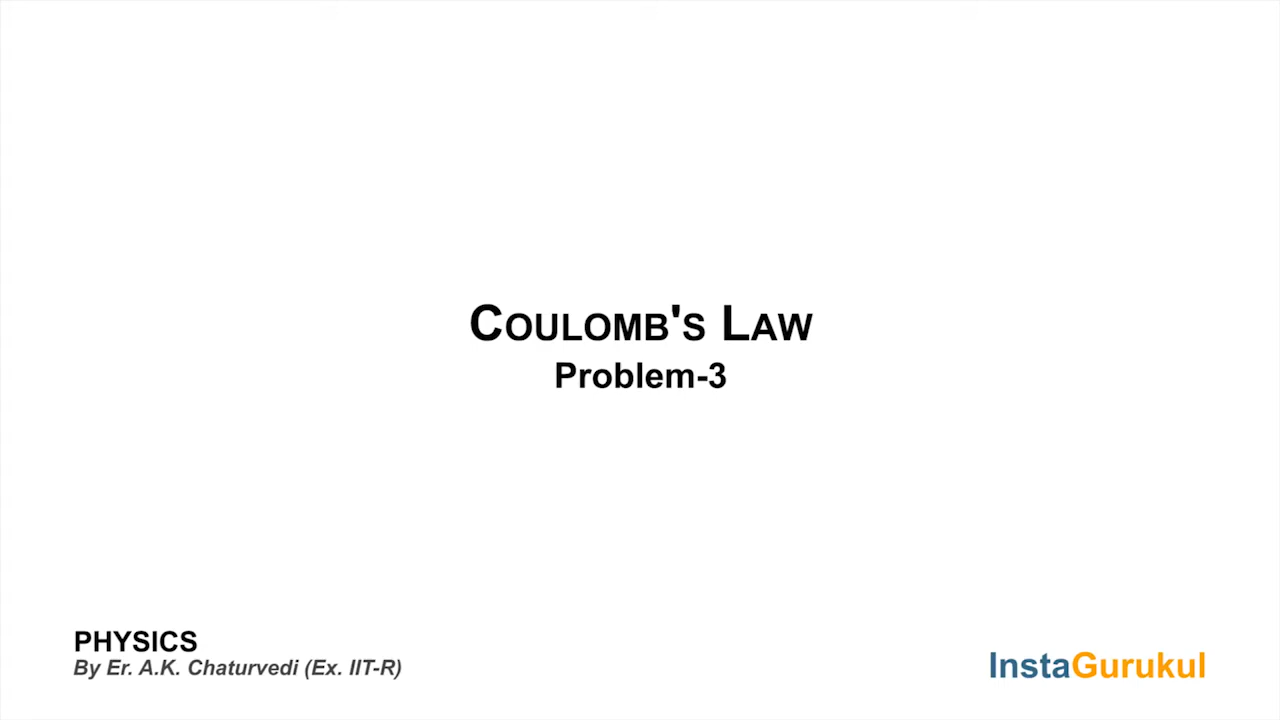 Coulomb's Law
Problem-3
PHYSICS
By Er. A.K. Chaturvedi (Ex. IIT-R)
InstaGurukul